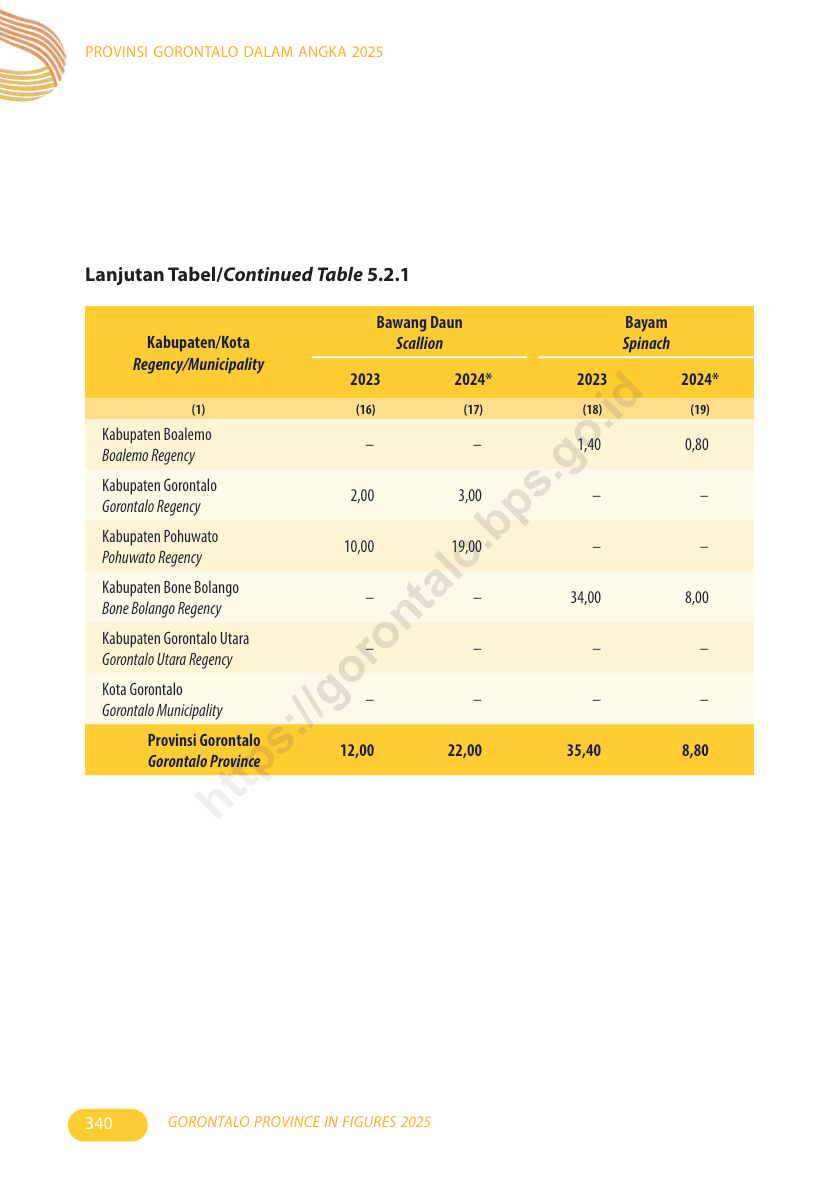 PROVINSI GORONTALO DALAM ANGKA 2025
Lanjutan Tabel/Continued Table 5.2.1
Kabupaten/Kota
Regency/Municipality
Bawang Daun
Scallion
Bayam
Spinach
2023 2024* 2023 2024*
(1) (16) (17) (18) (19)
Kabupaten Boalemo
Boalemo Regency
– – 1,40 0,80
Kabupaten Gorontalo
Gorontalo Regency
2,00 3,00 – –
Kabupaten Pohuwato
Pohuwato Regency
10,00 19,00 – –
Kabupaten Bone Bolango
Bone Bolango Regency
– – 34,00 8,00
Kabupaten Gorontalo Utara
Gorontalo Utara Regency
– – – –
Kota Gorontalo
Gorontalo Municipality
– – – –
Provinsi Gorontalo
Gorontalo Province
12,00 22,00 35,40 8,80
https://gorontalo.bps.go.id
340 GORONTALO PROVINCE IN FIGURES 2025